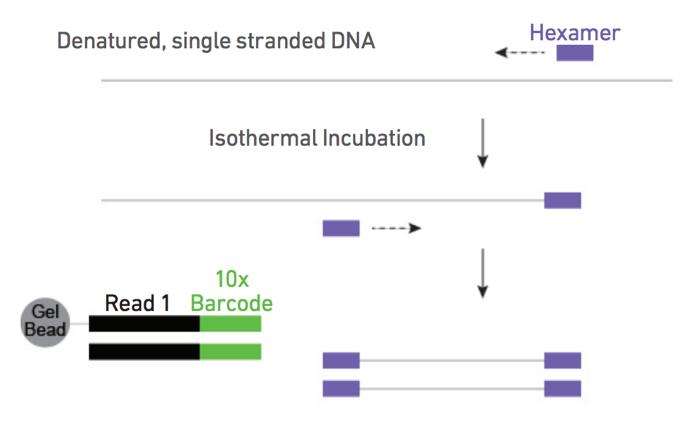 Denatured, single stranded DNA
Hexamer
Isothermal Incubation
10x
Barcode
Read 1
Gel
Bead